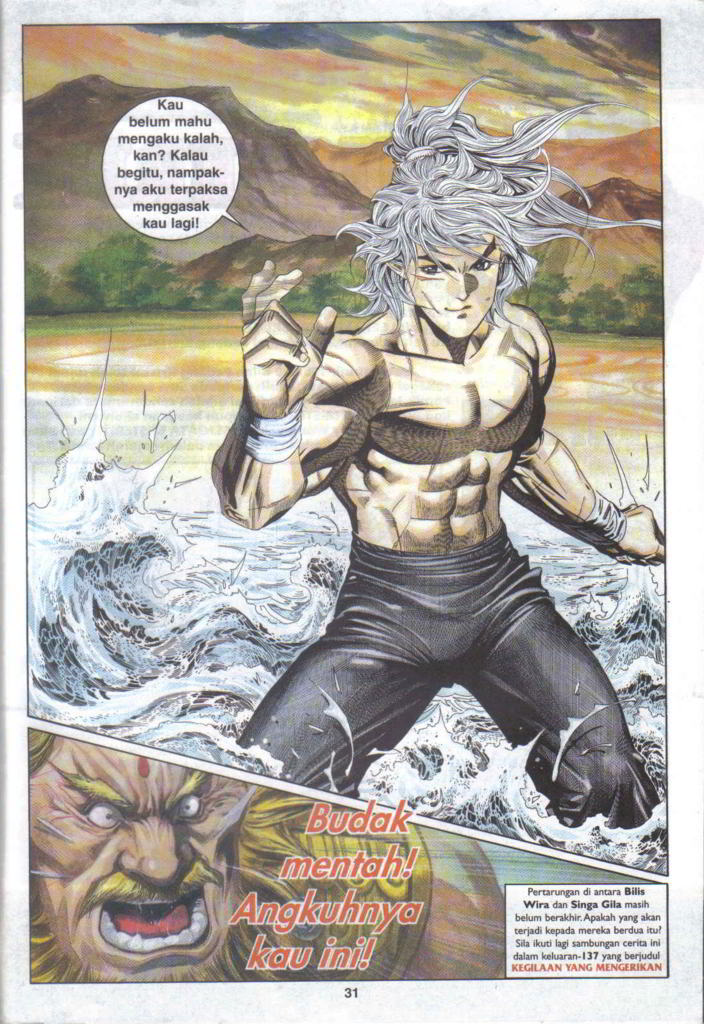 Kau
belum mahu
mengaku kalah,
kan? Kalau
begitu, nampak-
nya aku terpaksa
menggasak
kau lagi!
Budak
mentah!
Angkuhnya
kau ini!
Pertarungan di antara Bilis
Wira dan Singa Gila masih
belum berakhir. Apakah yang akan
terjadi kepada mereka berdua itu?
Sila ikuti lagi sambungan cerita ini
dalam keluaran-137 yang berjudul
KEGILAAN YANG MENGERIKAN
31